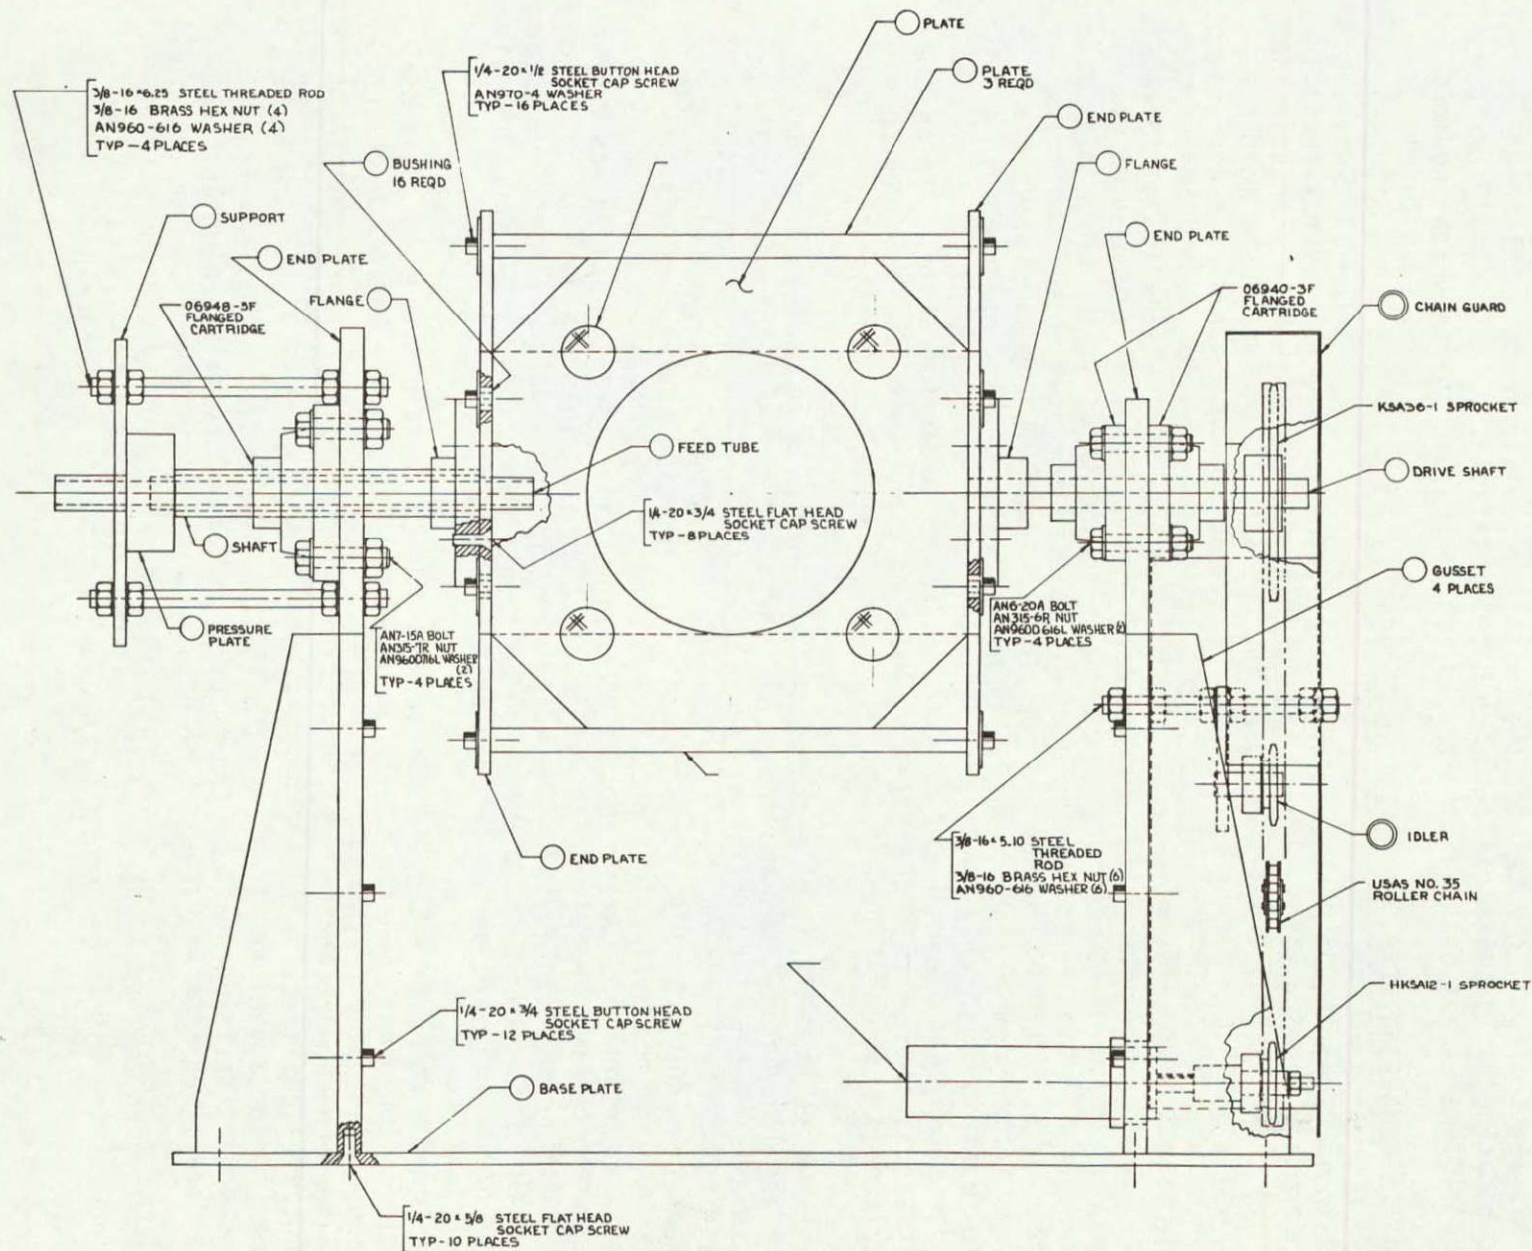 PLATE
PLATE
3 REQD
1/4-20 x 1/2 STEEL BUTTON HEAD
SOCKET CAP SCREW
AN970-4 WASHER
TYP-16 PLACES
3/8-16 x 6.25 STEEL THREADED ROD
3/8-16 BRASS HEX NUT (4)
AN960-616 WASHER (4)
TYP-4 PLACES
END PLATE
BUSHING
16 REQD
FLANGE
SUPPORT
END PLATE
END PLATE
06948-5F
FLANGED
CARTRIDGE
FLANGE
06940-3F
FLANGED
CARTRIDGE
CHAIN GUARD
KSA36-1 SPROCKET
FEED TUBE
DRIVE SHAFT
1/4-20 x 3/4 STEEL FLAT HEAD
SOCKET CAP SCREW
TYP-8 PLACES
SHAFT
GUSSET
4 PLACES
PRESSURE
PLATE
AN7-15A BOLT
AN315-7R NUT
AN960D716L WASHER
(2)
TYP-4 PLACES
AN6-20A BOLT
AN315-6R NUT
AN960D616L WASHER (2)
TYP-4 PLACES
END PLATE
3/8-16 x 5.10 STEEL
THREADED
ROD
3/8-16 BRASS HEX NUT (6)
AN960-616 WASHER (6)
IDLER
USAS NO. 35
ROLLER CHAIN
HKSA12-1 SPROCKET
1/4-20 x 3/4 STEEL BUTTON HEAD
SOCKET CAP SCREW
TYP-12 PLACES
BASE PLATE
1/4-20 x 5/8 STEEL FLAT HEAD
SOCKET CAP SCREW
TYP-10 PLACES